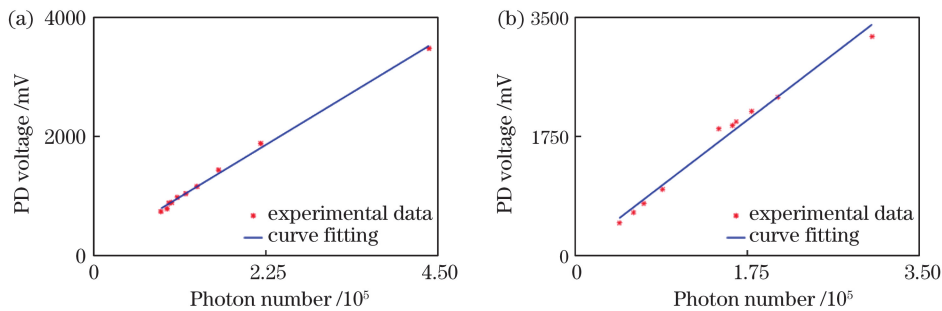 (a)
4000
2000
0
PD voltage /mV
experimental data
curve fitting
0 2.25 4.50
Photon number /10⁵
(b)
3500
1750
0
PD voltage /mV
experimental data
curve fitting
0 1.75 3.50
Photon number /10⁵